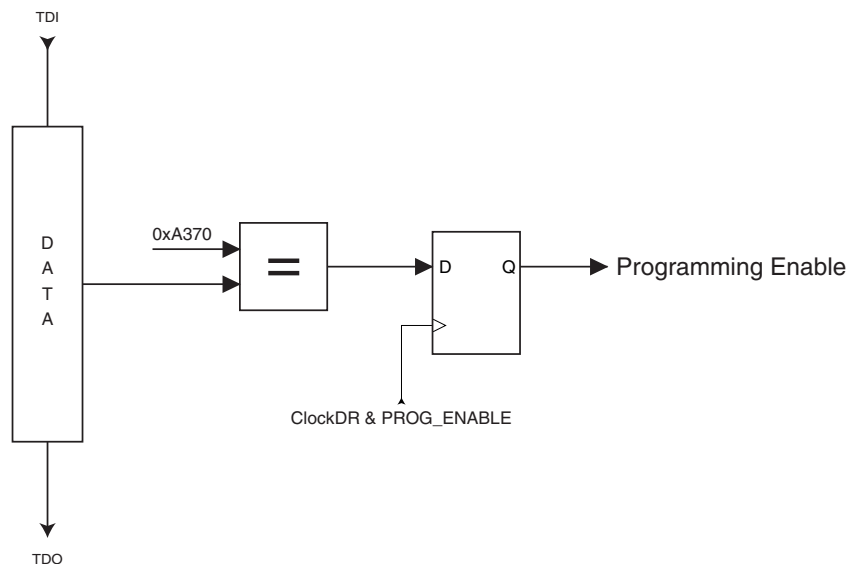 TDI
D
A
T
A
0xA370
=
D
Q
Programming Enable
ClockDR & PROG_ENABLE
TDO